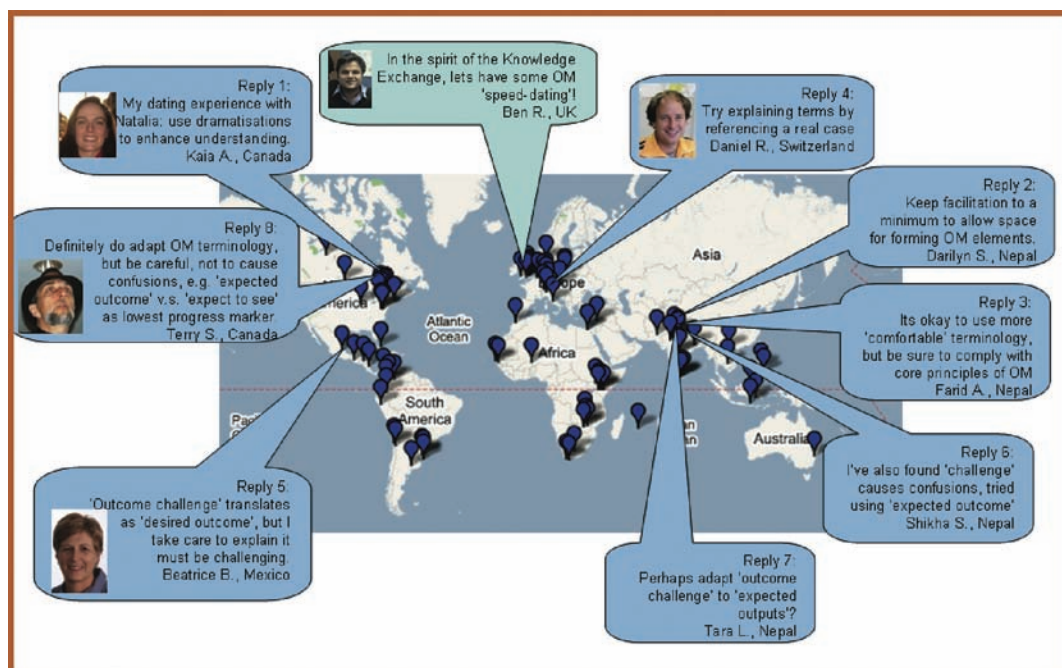 In the spirit of the Knowledge
Exchange, lets have some OM
'speed-dating'!
Ben R., UK
Reply 1:
My dating experience with
Natalia: use dramatisations
to enhance understanding.
Kaia A., Canada
Reply 4:
Try explaining terms by
referencing a real case
Daniel R., Switzerland
Reply 2:
Keep facilitation to a
minimum to allow space
for forming OM elements.
Darilyn S., Nepal
Reply 8:
Definitely do adapt OM terminology,
but be careful, not to cause
confusions, e.g. 'expected
outcome' v.s. 'expect to see'
as lowest progress marker.
Terry S., Canada
Reply 3:
Its okay to use more
'comfortable' terminology,
but be sure to comply with
core principles of OM
Farid A., Nepal
Reply 5:
'Outcome challenge' translates
as 'desired outcome', but I
take care to explain it
must be challenging.
Beatrice B., Mexico
Reply 6:
I've also found 'challenge'
causes confusions, tried
using 'expected outcome'
Shikha S., Nepal
Reply 7:
Perhaps adapt 'outcome
challenge' to 'expected
outputs'?
Tara L., Nepal
Asia
Atlantic
Ocean
Africa
South
America
Australia